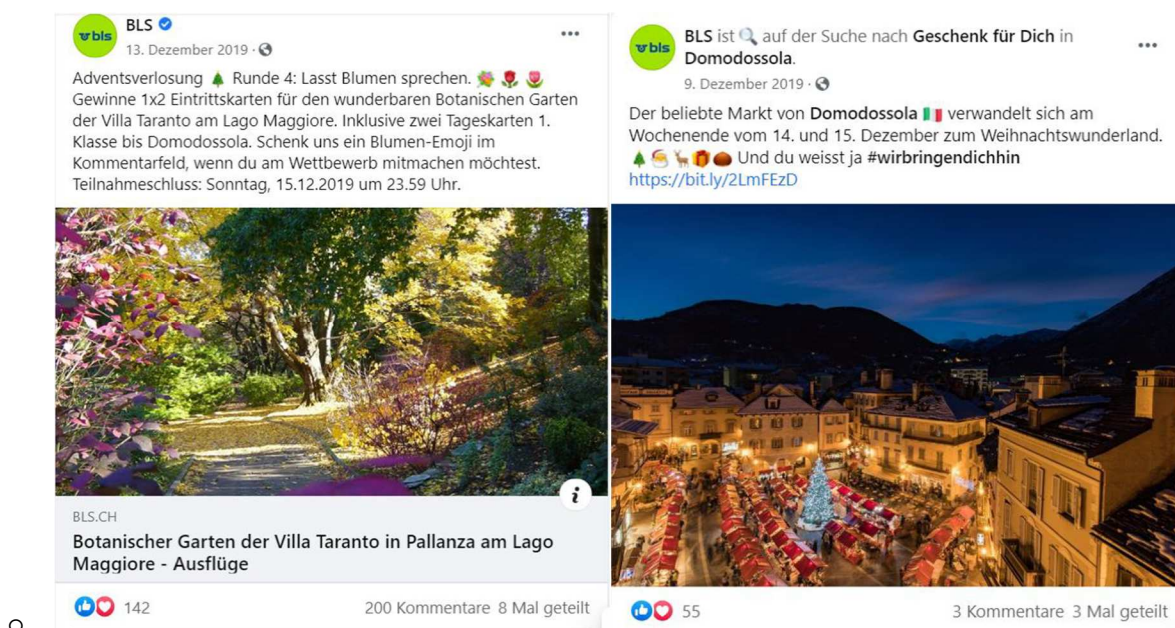 BLS
13. Dezember 2019 ·
Adventsverlosung 🌲 Runde 4: Lasst Blumen sprechen. 💐 🌹 🌷
Gewinne 1x2 Eintrittskarten für den wunderbaren Botanischen Garten
der Villa Taranto am Lago Maggiore. Inklusive zwei Tageskarten 1.
Klasse bis Domodossola. Schenk uns ein Blumen-Emoji im
Kommentarfeld, wenn du am Wettbewerb mitmachen möchtest.
Teilnahmeschluss: Sonntag, 15.12.2019 um 23.59 Uhr.
BLS.CH
Botanischer Garten der Villa Taranto in Pallanza am Lago
Maggiore - Ausflüge
142 200 Kommentare 8 Mal geteilt
bls
BLS ist 🔍 auf der Suche nach Geschenk für Dich in
Domodossola.
9. Dezember 2019 ·
Der beliebte Markt von Domodossola 🇮🇹 verwandelt sich am
Wochenende vom 14. und 15. Dezember zum Weihnachtswunderland.
🌲🎅🦌🎁🌰 Und du weisst ja #wirbringendichhin
https://bit.ly/2LmFEzD
55 3 Kommentare 3 Mal geteilt
bls